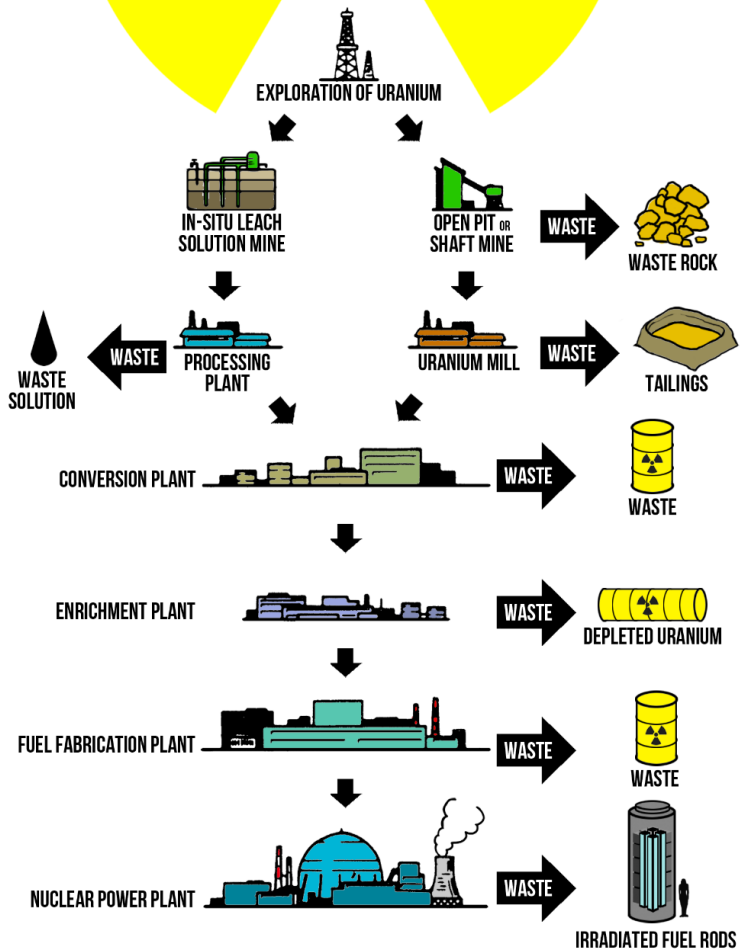 EXPLORATION OF URANIUM
IN-SITU LEACH
SOLUTION MINE
OPEN PIT OR
SHAFT MINE
WASTE
WASTE ROCK
WASTE
SOLUTION
WASTE
PROCESSING
PLANT
URANIUM MILL
WASTE
TAILINGS
CONVERSION PLANT
WASTE
WASTE
ENRICHMENT PLANT
WASTE
DEPLETED URANIUM
FUEL FABRICATION PLANT
WASTE
WASTE
NUCLEAR POWER PLANT
WASTE
IRRADIATED FUEL RODS